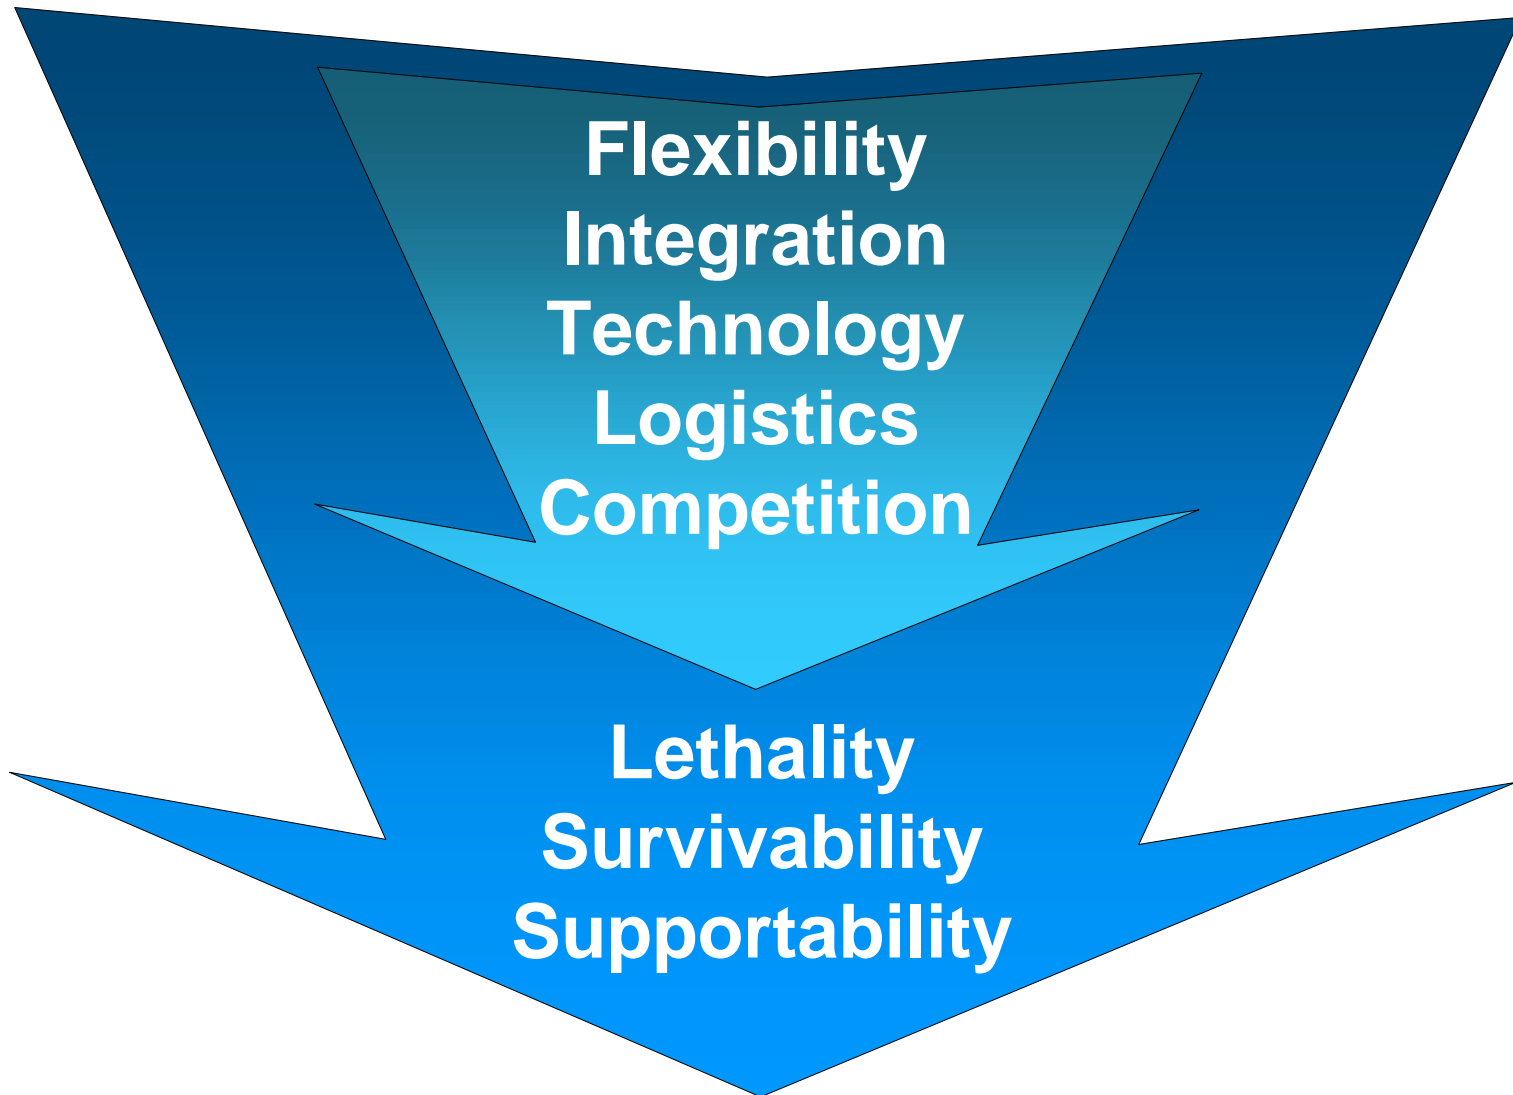 Flexibility
Integration
Technology
Logistics
Competition
Lethality
Survivability
Supportability